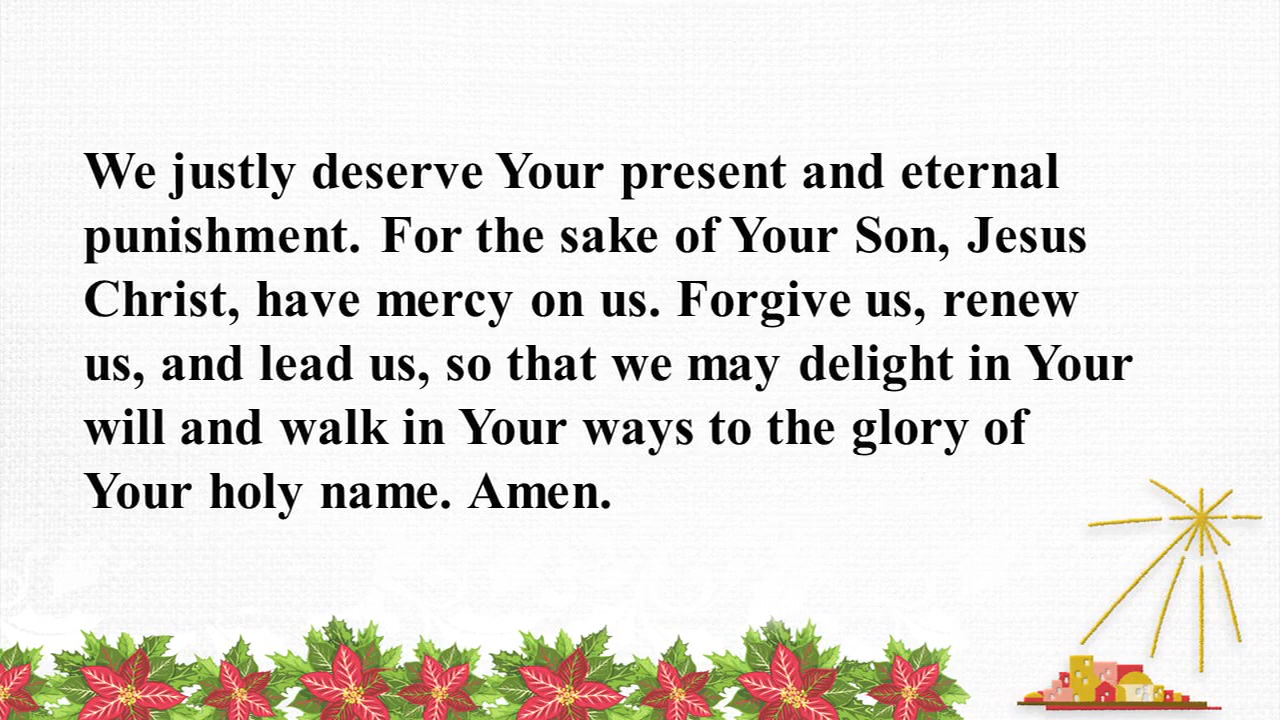 We justly deserve Your present and eternal
punishment. For the sake of Your Son, Jesus
Christ, have mercy on us. Forgive us, renew
us, and lead us, so that we may delight in Your
will and walk in Your ways to the glory of
Your holy name. Amen.